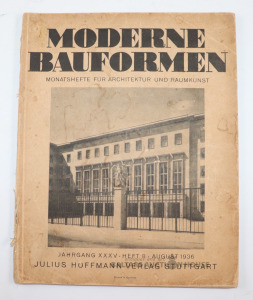 MODERNE
BAUFORMEN
MONATSHEFTE FÜR ARCHITEKTUR UND RAUMKUNST
JAHRGANG XXXV · HEFT 8 · AUGUST 1936
JULIUS HOFFMANN VERLAG STUTTGART